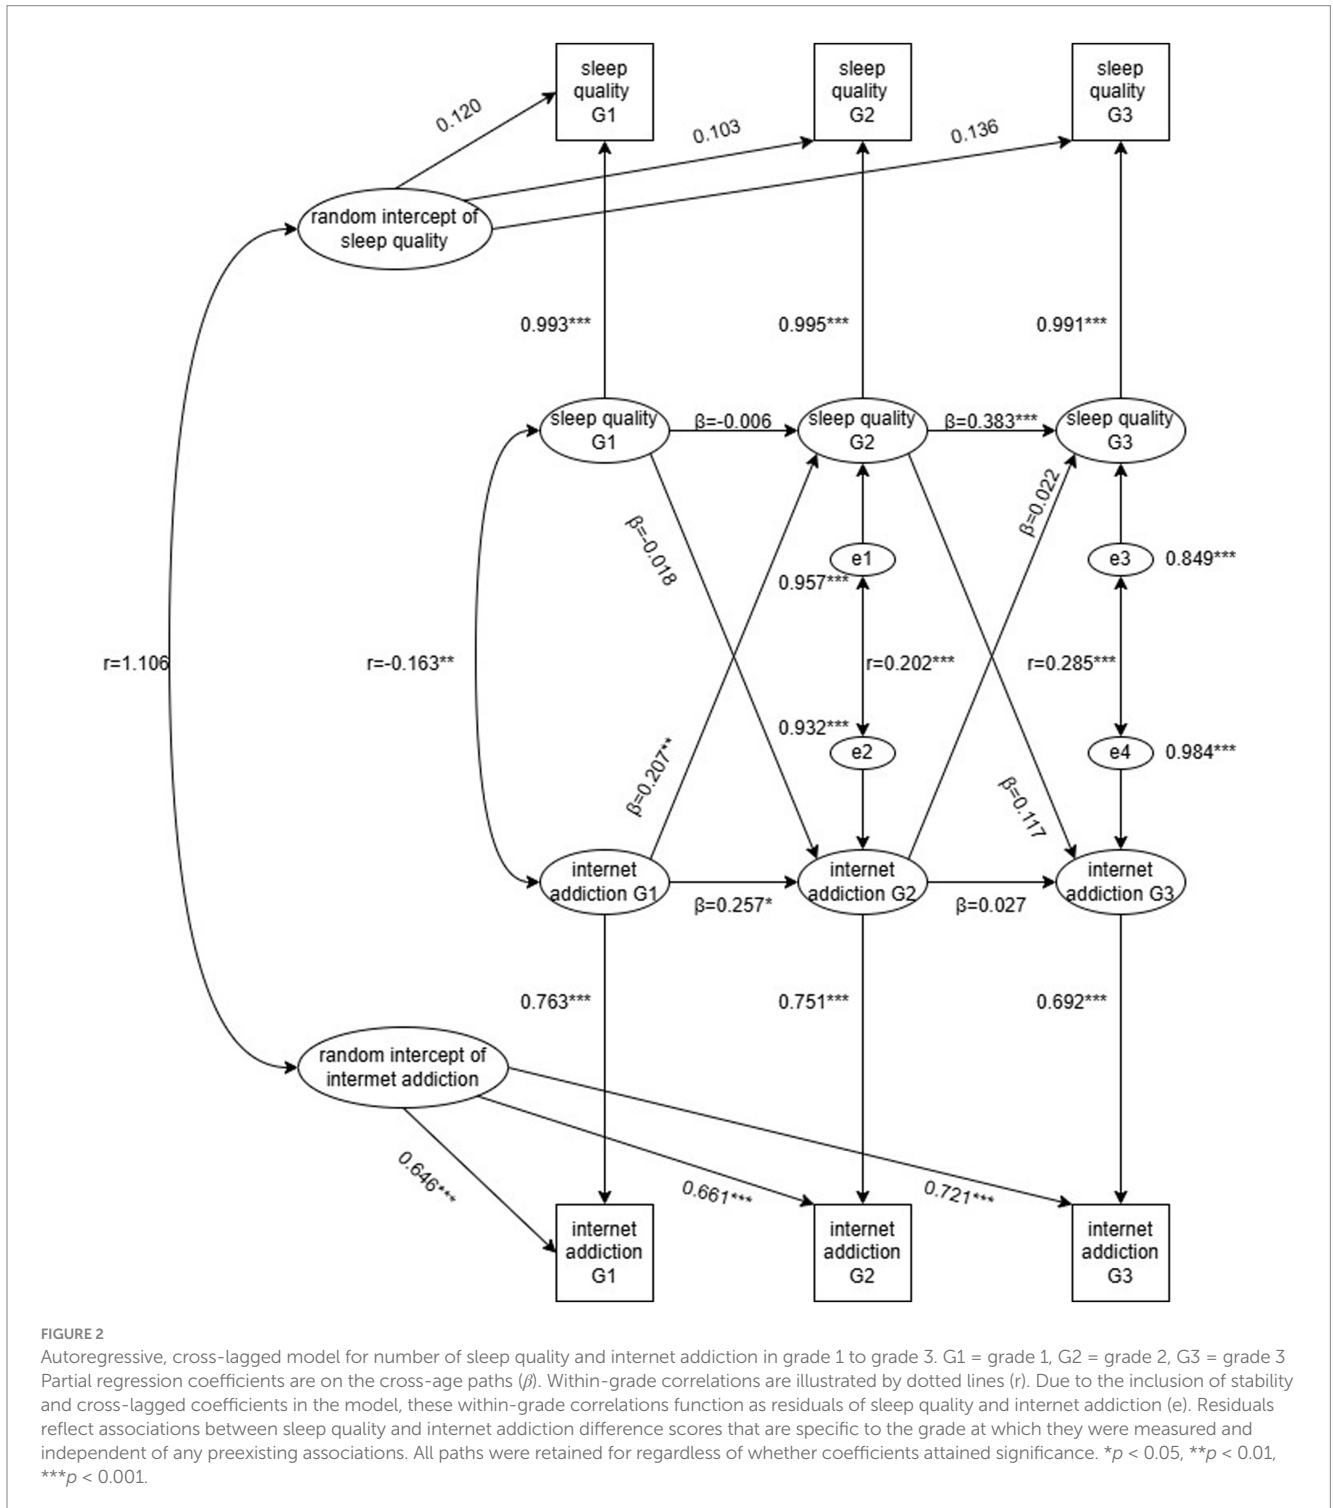 sleep
quality
G1
sleep
quality
G2
sleep
quality
G3
0.120
0.103
0.136
random intercept of
sleep quality
0.993***
0.995***
0.991***
sleep quality
G1
β=-0.006
sleep quality
G2
β=0.383***
sleep quality
G3
β=-0.018
β=0.022
e1
0.957***
e3
0.849***
r=1.106
r=-0.163**
r=0.202***
r=0.285***
0.932***
e2
e4
0.984***
β=0.207**
β=0.117
internet
addiction G1
β=0.257*
internet
addiction G2
β=0.027
internet
addiction G3
0.763***
0.751***
0.692***
random intercept of
intermet addiction
0.646***
0.661***
0.721***
internet
addiction
G1
internet
addiction
G2
internet
addiction
G3
FIGURE 2
Autoregressive, cross-lagged model for number of sleep quality and internet addiction in grade 1 to grade 3. G1 = grade 1, G2 = grade 2, G3 = grade 3
Partial regression coefficients are on the cross-age paths (β). Within-grade correlations are illustrated by dotted lines (r). Due to the inclusion of stability
and cross-lagged coefficients in the model, these within-grade correlations function as residuals of sleep quality and internet addiction (e). Residuals
reflect associations between sleep quality and internet addiction difference scores that are specific to the grade at which they were measured and
independent of any preexisting associations. All paths were retained for regardless of whether coefficients attained significance. *p < 0.05, **p < 0.01,
***p < 0.001.